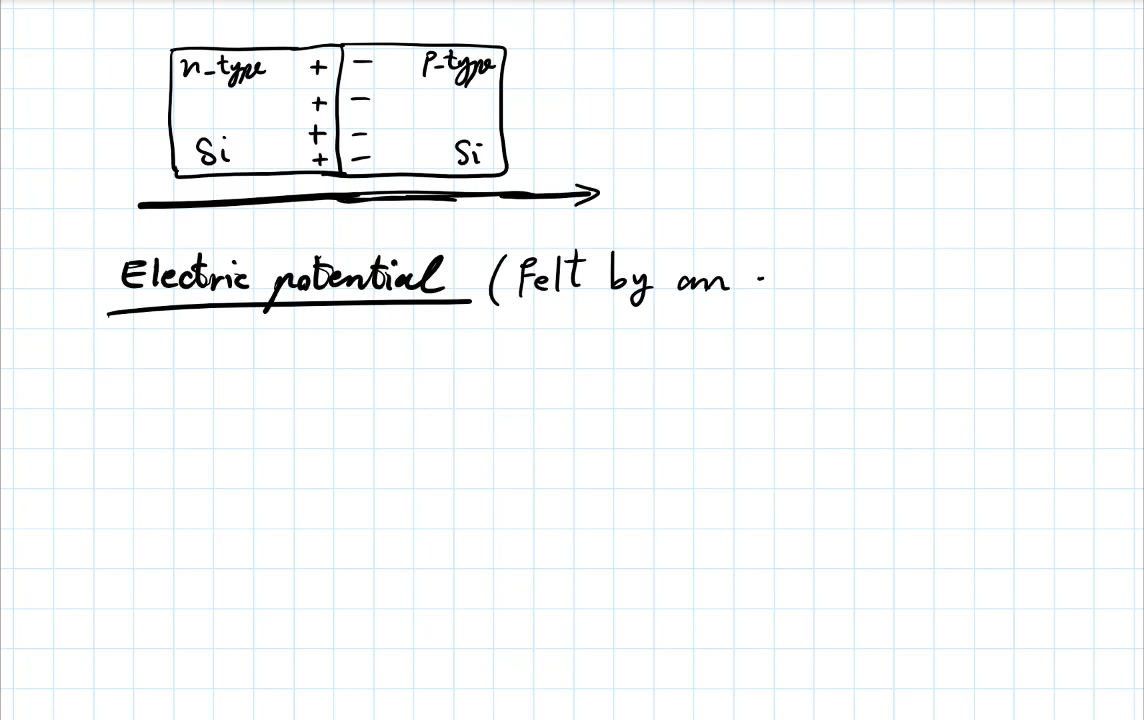 n-type + - P-type
+ -
+ -
Si + - Si
Electric potential (Felt by an